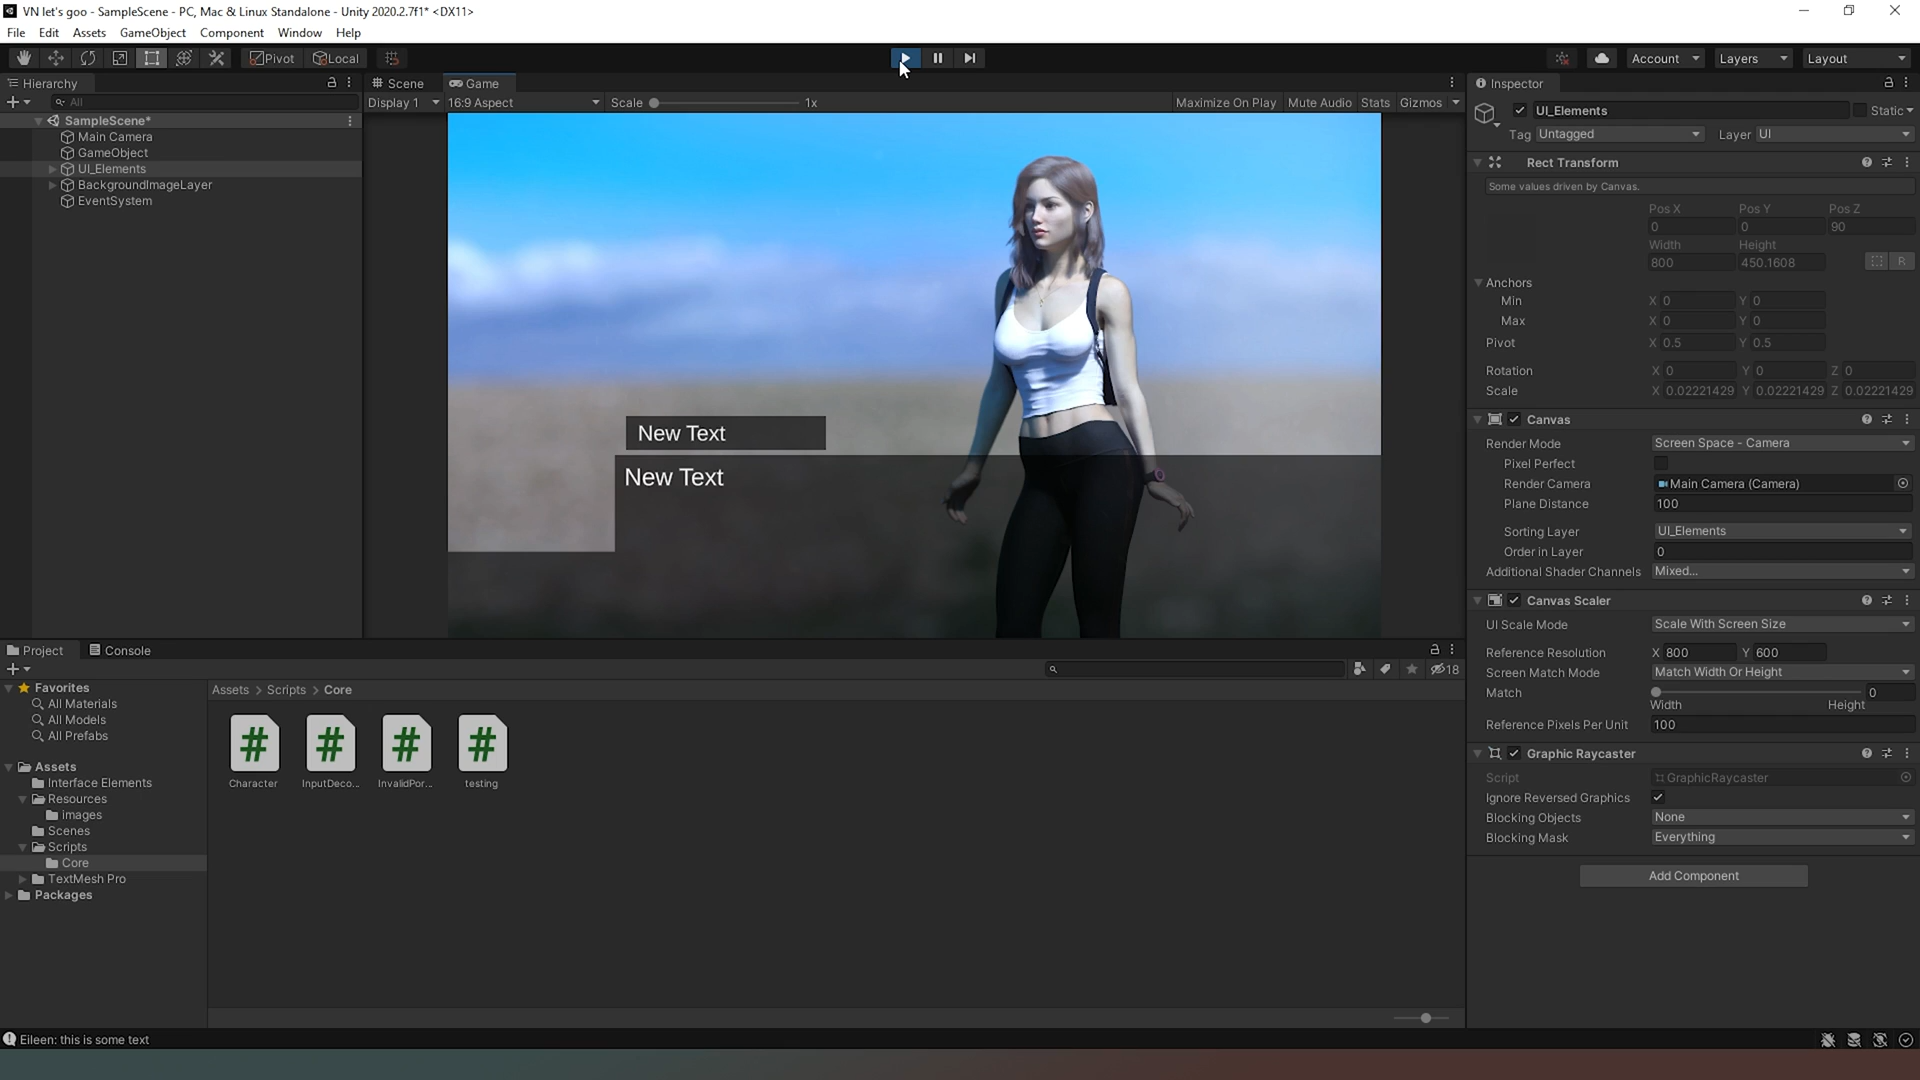 VN let's goo - SampleScene - PC, Mac & Linux Standalone - Unity 2020.2.7f1* <DX11>
File Edit Assets GameObject Component Window Help
Pivot Local Account Layers Layout
Hierarchy
All
SampleScene*
Main Camera
GameObject
UI_Elements
BackgroundImageLayer
EventSystem
Scene Game
Display 1 16:9 Aspect Scale 1x Maximize On Play Mute Audio Stats Gizmos
New Text
New Text
Inspector
UI_Elements Static
Tag Untagged Layer UI
Rect Transform
Some values driven by Canvas.
Pos X Pos Y Pos Z
0 0 90
Width Height
800 450.1608 R
Anchors
Min X 0 Y 0
Max X 0 Y 0
Pivot X 0.5 Y 0.5
Rotation X 0 Y 0 Z 0
Scale X 0.02221429 Y 0.02221429 Z 0.02221429
Canvas
Render Mode Screen Space - Camera
Pixel Perfect
Render Camera Main Camera (Camera)
Plane Distance 100
Sorting Layer UI_Elements
Order in Layer 0
Additional Shader Channels Mixed...
Canvas Scaler
UI Scale Mode Scale With Screen Size
Reference Resolution X 800 Y 600
Screen Match Mode Match Width Or Height
Match 0
Width Height
Reference Pixels Per Unit 100
Graphic Raycaster
Script GraphicRaycaster
Ignore Reversed Graphics
Blocking Objects None
Blocking Mask Everything
Add Component
Project Console
18
Favorites
All Materials
All Models
All Prefabs
Assets
Interface Elements
Resources
images
Scenes
Scripts
Core
TextMesh Pro
Packages
Assets > Scripts > Core
Character InputDeco... InvalidPor... testing
Eileen: this is some text